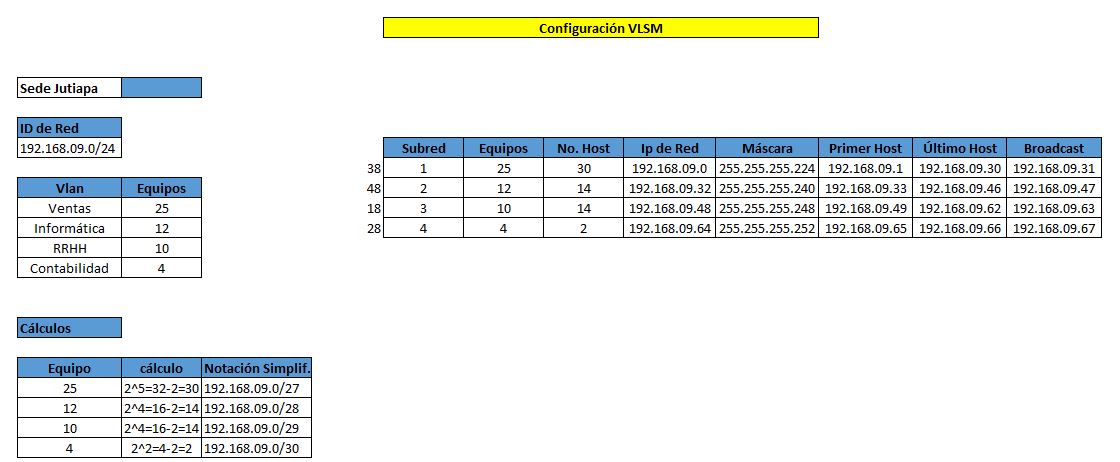 Configuración VLSM
Sede Jutiapa
ID de Red
192.168.09.0/24
Vlan Equipos
Ventas 25
Informática 12
RRHH 10
Contabilidad 4
Subred Equipos No. Host Ip de Red Máscara Primer Host Último Host Broadcast
38 1 25 30 192.168.09.0 255.255.255.224 192.168.09.1 192.168.09.30 192.168.09.31
48 2 12 14 192.168.09.32 255.255.255.240 192.168.09.33 192.168.09.46 192.168.09.47
18 3 10 14 192.168.09.48 255.255.255.248 192.168.09.49 192.168.09.62 192.168.09.63
28 4 4 2 192.168.09.64 255.255.255.252 192.168.09.65 192.168.09.66 192.168.09.67
Cálculos
Equipo cálculo Notación Simplif.
25 2^5=32-2=30 192.168.09.0/27
12 2^4=16-2=14 192.168.09.0/28
10 2^4=16-2=14 192.168.09.0/29
4 2^2=4-2=2 192.168.09.0/30